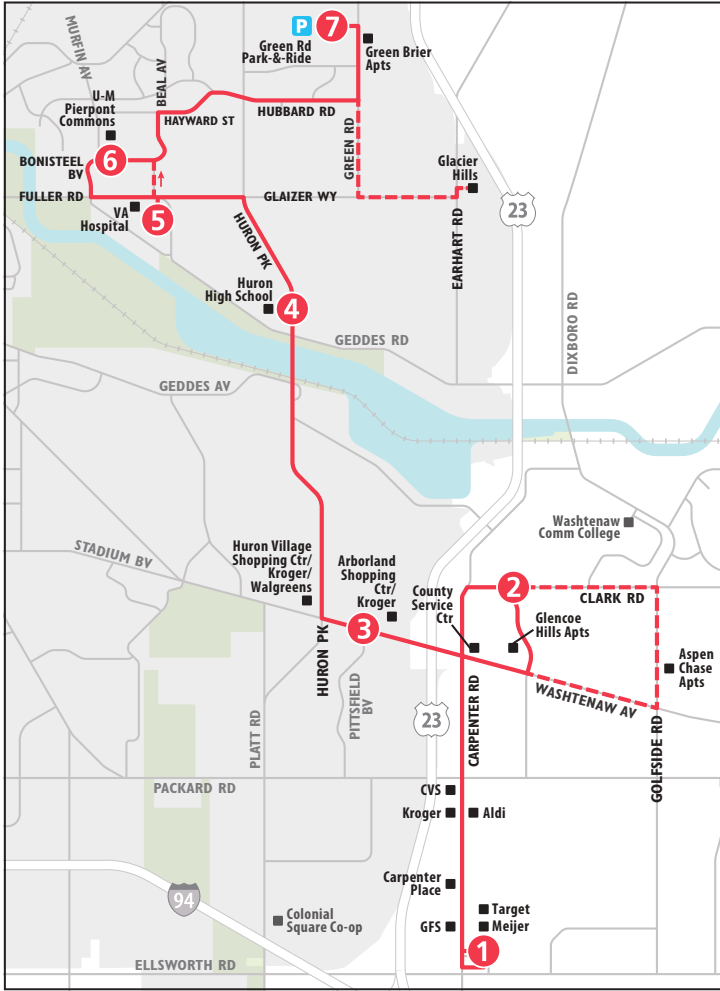 MURFIN AV
BEAL AV
P
7
Green Rd
Park-&-Ride
Green Brier
Apts
U-M
Pierpont
Commons
HAYWARD ST
HUBBARD RD
GREEN RD
BONISTEEL
BV
6
Glacier
Hills
FULLER RD
GLAIZER WY
VA
Hospital
5
HURON PK
EARHART RD
23
Huron
High School
4
GEDDES RD
DIXBORO RD
GEDDES AV
Washtenaw
Comm College
STADIUM BV
Huron Village
Shopping Ctr/
Kroger/
Walgreens
Arborland
Shopping
Ctr/
Kroger
County
Service
Ctr
2
CLARK RD
Glencoe
Hills Apts
3
HURON PK
PITTSFIELD
BV
PLATT RD
CARPENTER RD
WASHTENAW AV
Aspen
Chase
Apts
GOLFSIDE RD
23
PACKARD RD
CVS
Kroger
Aldi
Carpenter
Place
94
Colonial
Square Co-op
Target
GFS
Meijer
1
ELLSWORTH RD